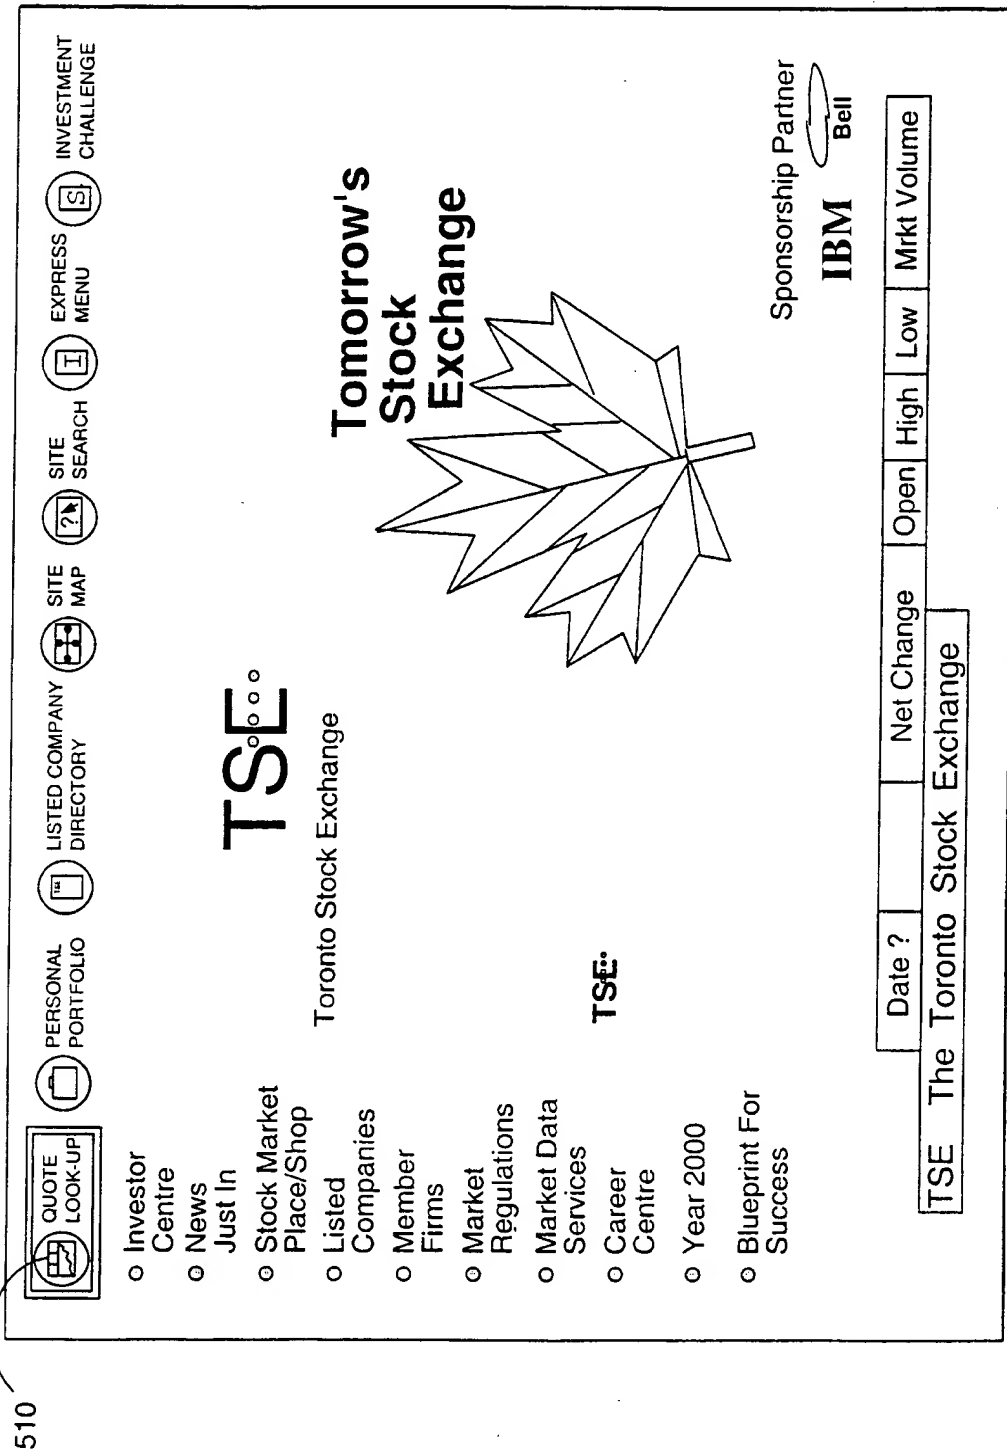 510
QUOTE
LOOK-UP
PERSONAL
PORTFOLIO
LISTED COMPANY
DIRECTORY
SITE
MAP
?
SITE
SEARCH
I
EXPRESS
MENU
S
INVESTMENT
CHALLENGE
Investor
Centre
News
Just In
Stock Market
Place/Shop
Listed
Companies
Member
Firms
Market
Regulations
Market Data
Services
Career
Centre
Year 2000
Blueprint For
Success
TSE
Toronto Stock Exchange
TSE
Tomorrow's
Stock
Exchange
Sponsorship Partner
IBM
Bell
Date ? Net Change Open High Low Mrkt Volume
TSE The Toronto Stock Exchange